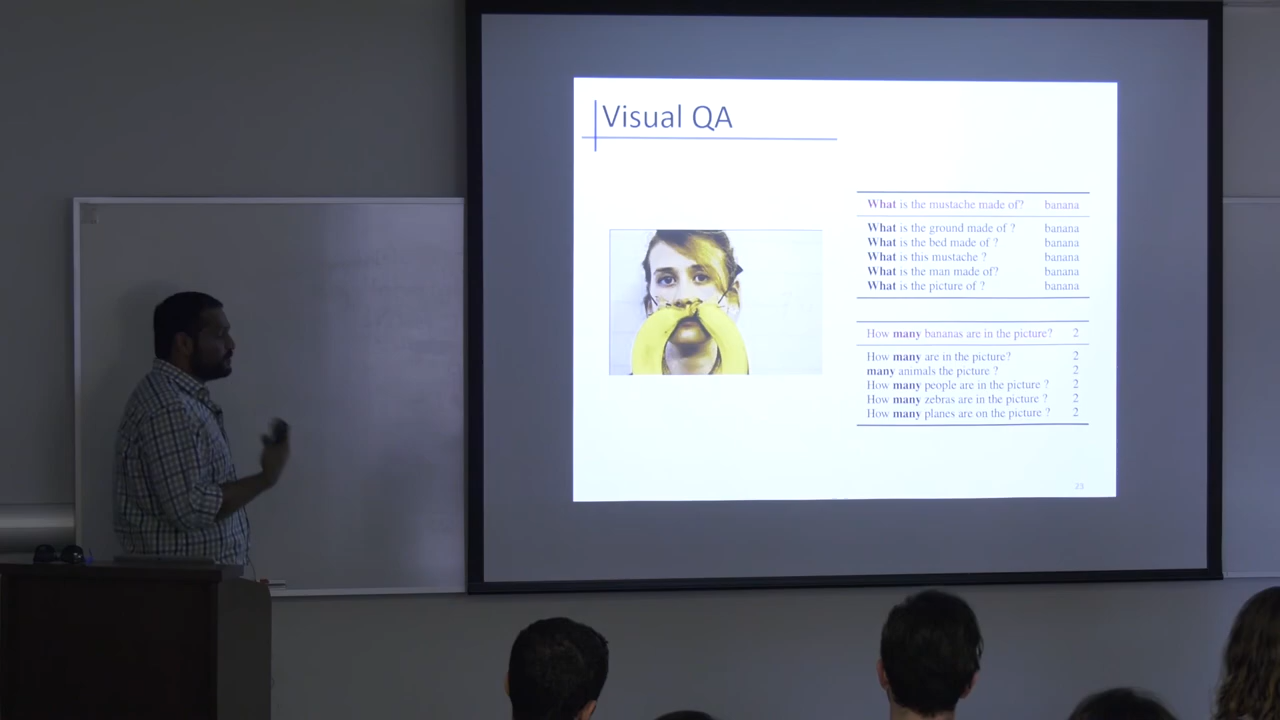 Visual QA
What is the mustache made of? banana
What is the ground made of ? banana
What is the bed made of ? banana
What is this mustache ? banana
What is the man made of? banana
What is the picture of ? banana
How many bananas are in the picture? 2
How many are in the picture? 2
many animals the picture ? 2
How many people are in the picture ? 2
How many zebras are in the picture ? 2
How many planes are on the picture ? 2
23